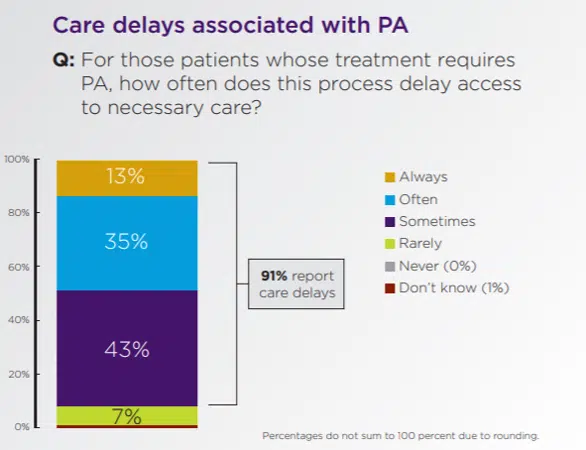 Care delays associated with PA
Q: For those patients whose treatment requires
PA, how often does this process delay access
to necessary care?
100%
80%
60%
40%
20%
0%
13%
35%
43%
7%
91% report
care delays
Always
Often
Sometimes
Rarely
Never (0%)
Don’t know (1%)
Percentages do not sum to 100 percent due to rounding.